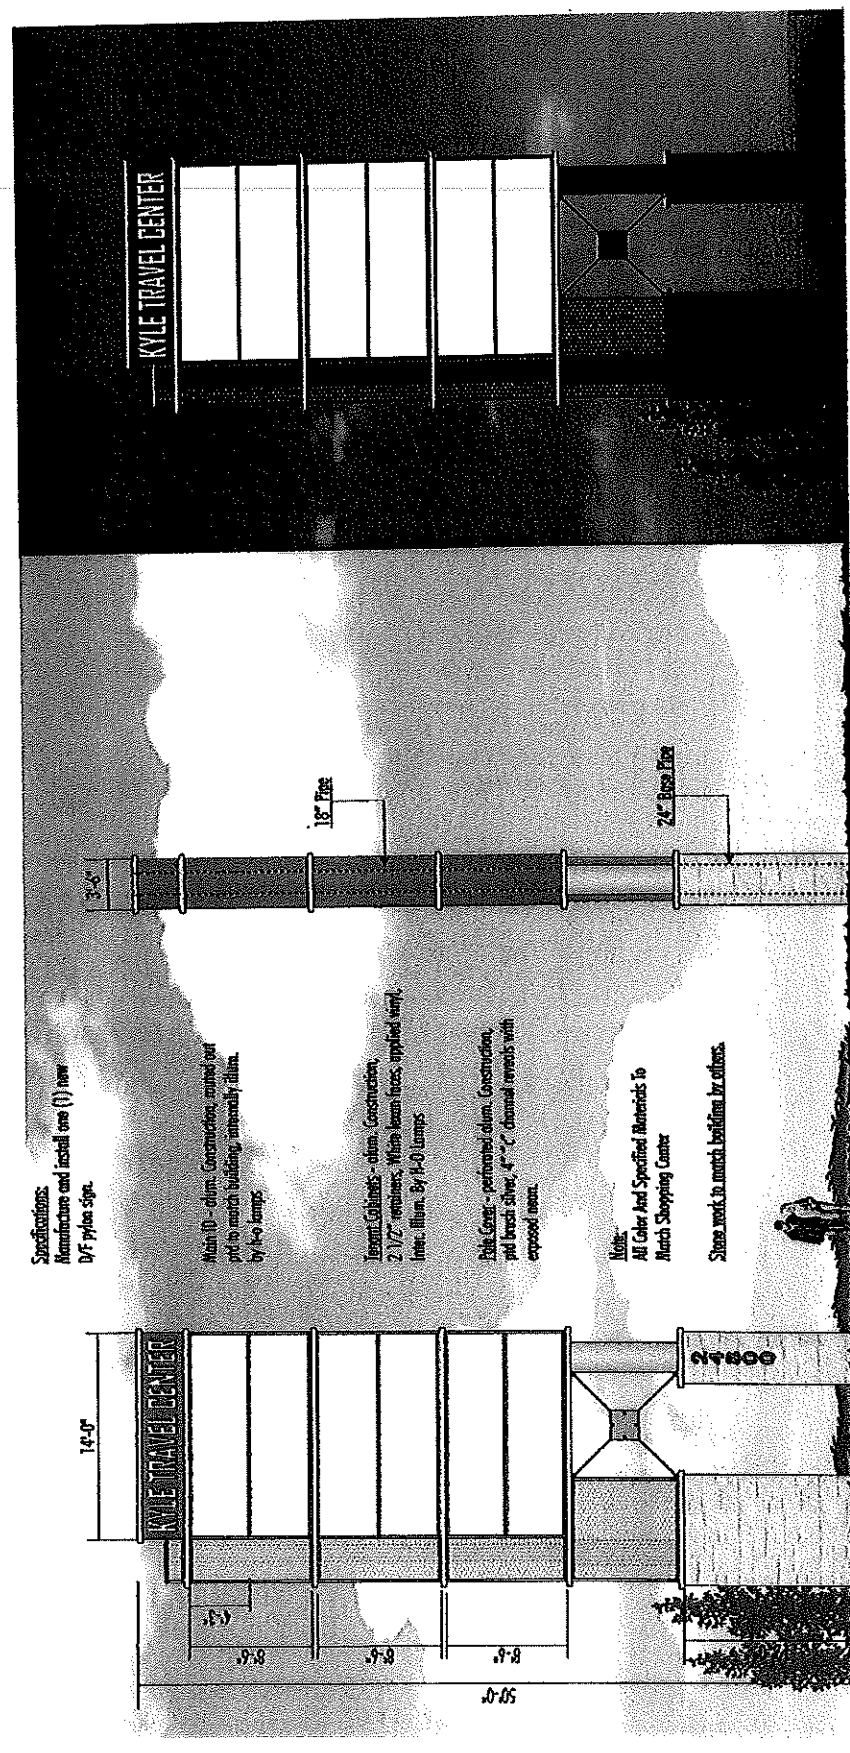 Specifications:
Manufacture and install one (1) new
D/F pylon sign.
Main ID - alum. Construction, routed out
ptd to match building, internally illum.
by h-o lamps
Tenant Cabinets - alum. Construction,
2 1/2" retainers, White lexan faces, applied vinyl.
Inter. Illum. By H-O Lamps
Pole Cover - perforated alum. Construction,
ptd brush silver, 4" "c" channel reveals with
exposed neon.
Note:
All Color And Specified Materials To
Match Shopping Center
Stone work to match building by others.
14'-0"
KYLE TRAVEL CENTER
24800
8'-6"
8'-6"
8'-6"
50'-0"
3'-6"
18" Pipe
24" Base Pipe
KYLE TRAVEL CENTER